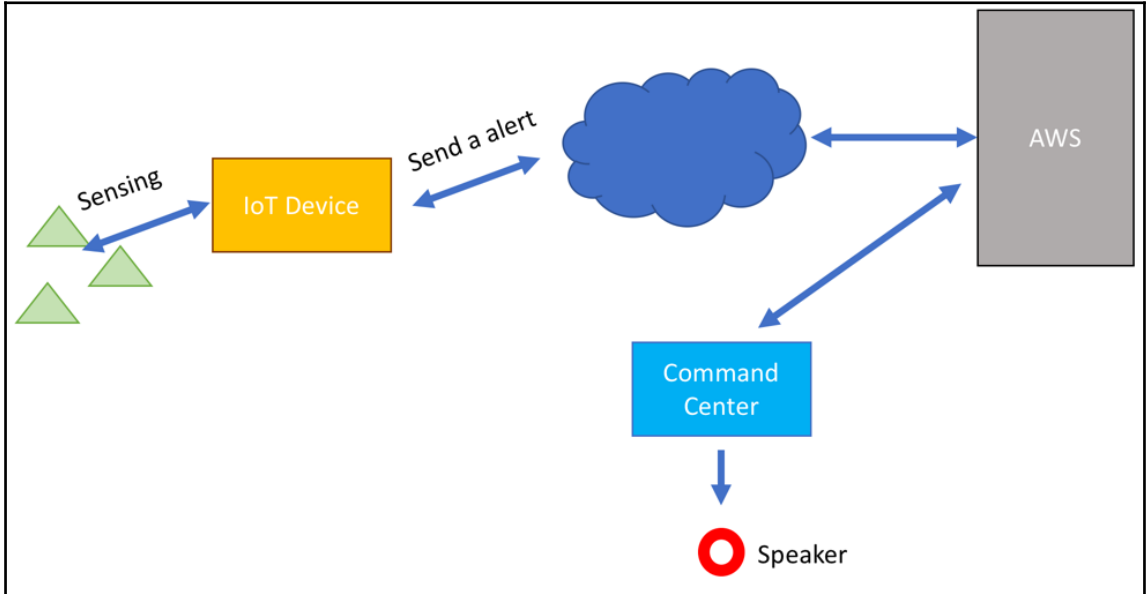 Sensing
IoT Device
Send a alert
AWS
Command
Center
Speaker